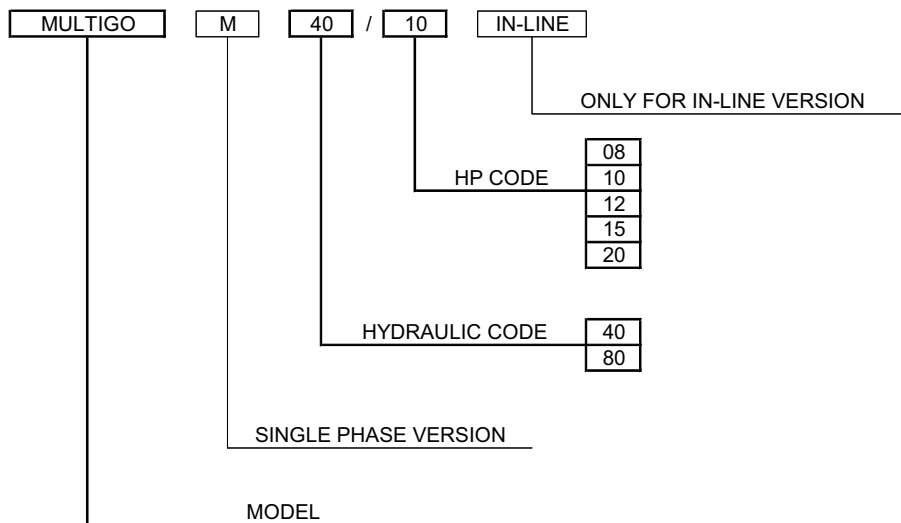 MULTIGO M 40 / 10 IN-LINE
ONLY FOR IN-LINE VERSION
08
HP CODE 10
12
15
20
HYDRAULIC CODE 40
80
SINGLE PHASE VERSION
MODEL